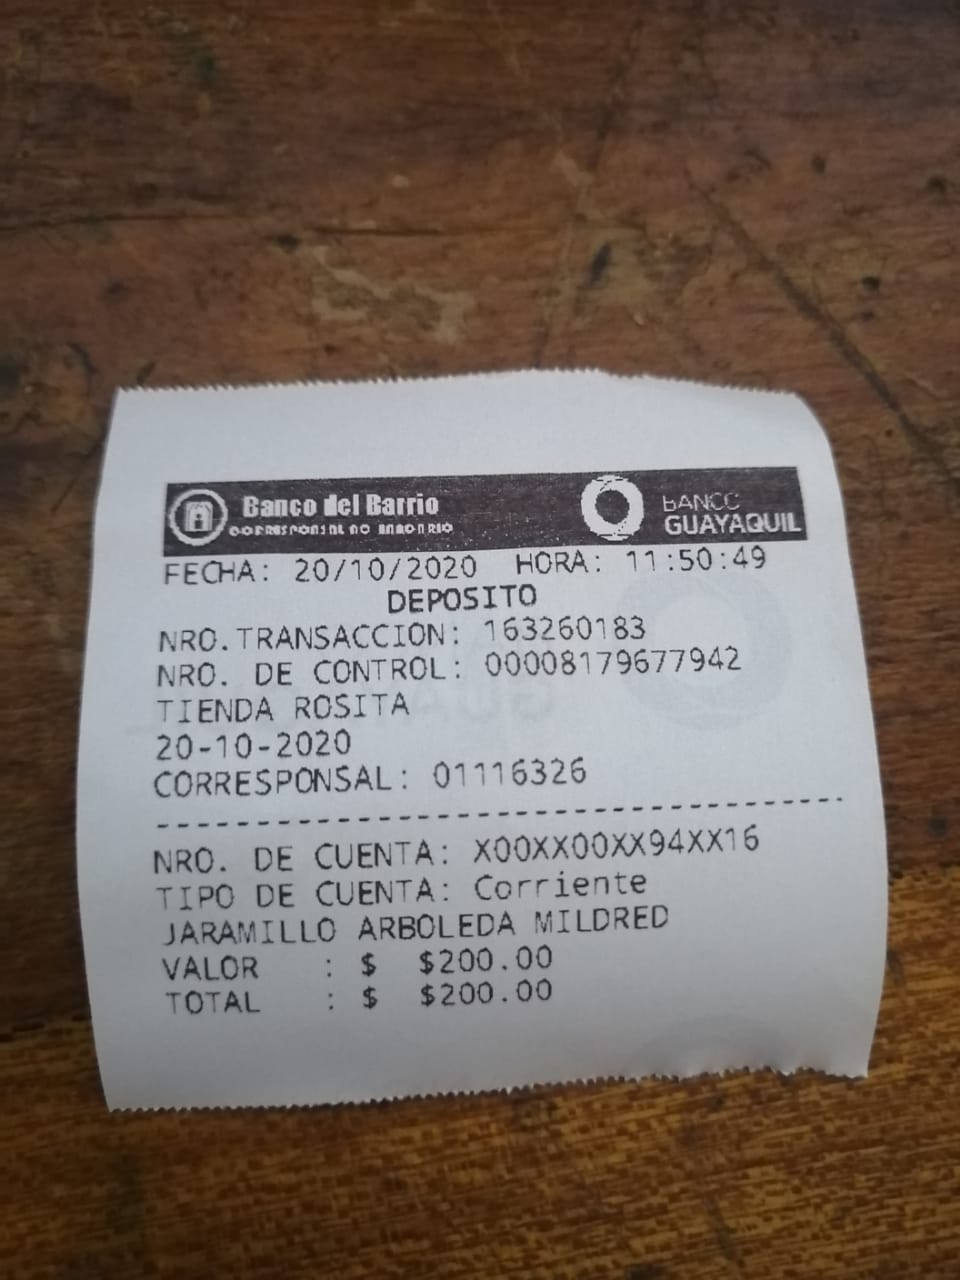 Banco del Barrio
CORRESPONSAL NO BANCARIO
BANCO
GUAYAQUIL
FECHA: 20/10/2020 HORA: 11:50:49
DEPOSITO
NRO.TRANSACCION: 163260183
NRO. DE CONTROL: 00008179677942
TIENDA ROSITA
20-10-2020
CORRESPONSAL: 01116326
--------------------------------------
NRO. DE CUENTA: X00XX00XX94XX16
TIPO DE CUENTA: Corriente
JARAMILLO ARBOLEDA MILDRED
VALOR : $ $200.00
TOTAL : $ $200.00